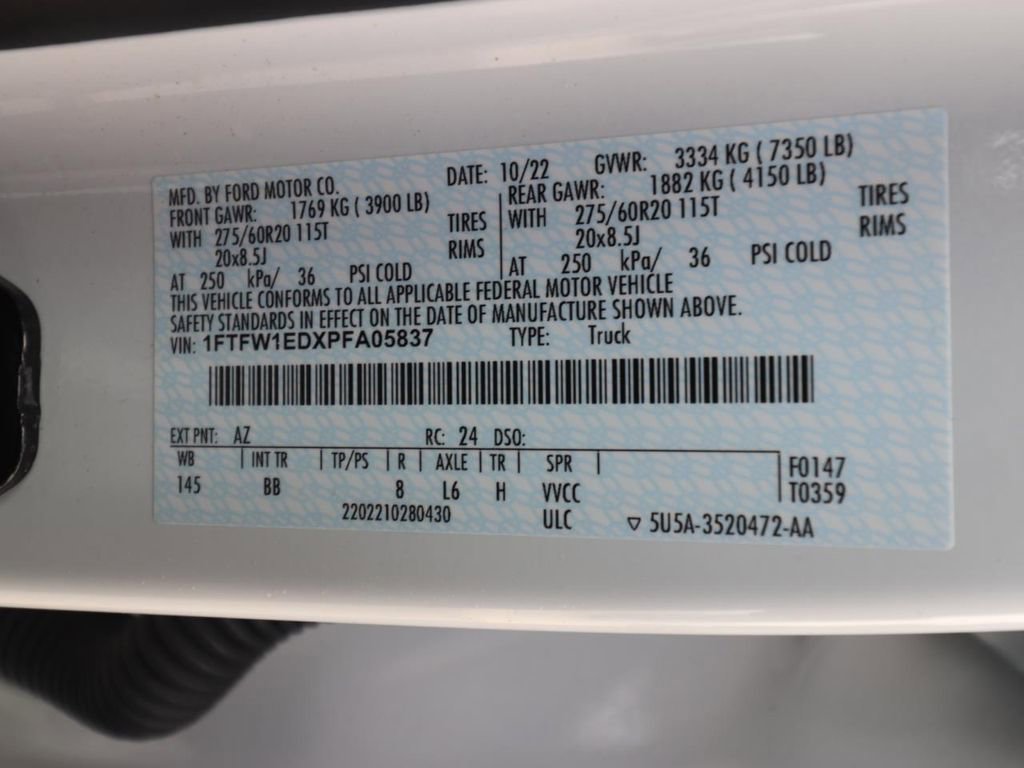 MFD. BY FORD MOTOR CO. DATE: 10/22 GVWR: 3334 KG ( 7350 LB)
FRONT GAWR: 1769 KG ( 3900 LB) REAR GAWR: 1882 KG ( 4150 LB)
WITH 275/60R20 115T TIRES WITH 275/60R20 115T TIRES
20x8.5J RIMS 20x8.5J RIMS
AT 250 kPa/ 36 PSI COLD AT 250 kPa/ 36 PSI COLD
THIS VEHICLE CONFORMS TO ALL APPLICABLE FEDERAL MOTOR VEHICLE
SAFETY STANDARDS IN EFFECT ON THE DATE OF MANUFACTURE SHOWN ABOVE.
VIN: 1FTFW1EDXPFA05837 TYPE: Truck
EXT PNT: AZ RC: 24 DSO:
WB INT TR TP/PS R AXLE TR SPR F0147
145 BB 8 L6 H VVCC T0359
2202210280430 ULC ▽ 5U5A-3520472-AA